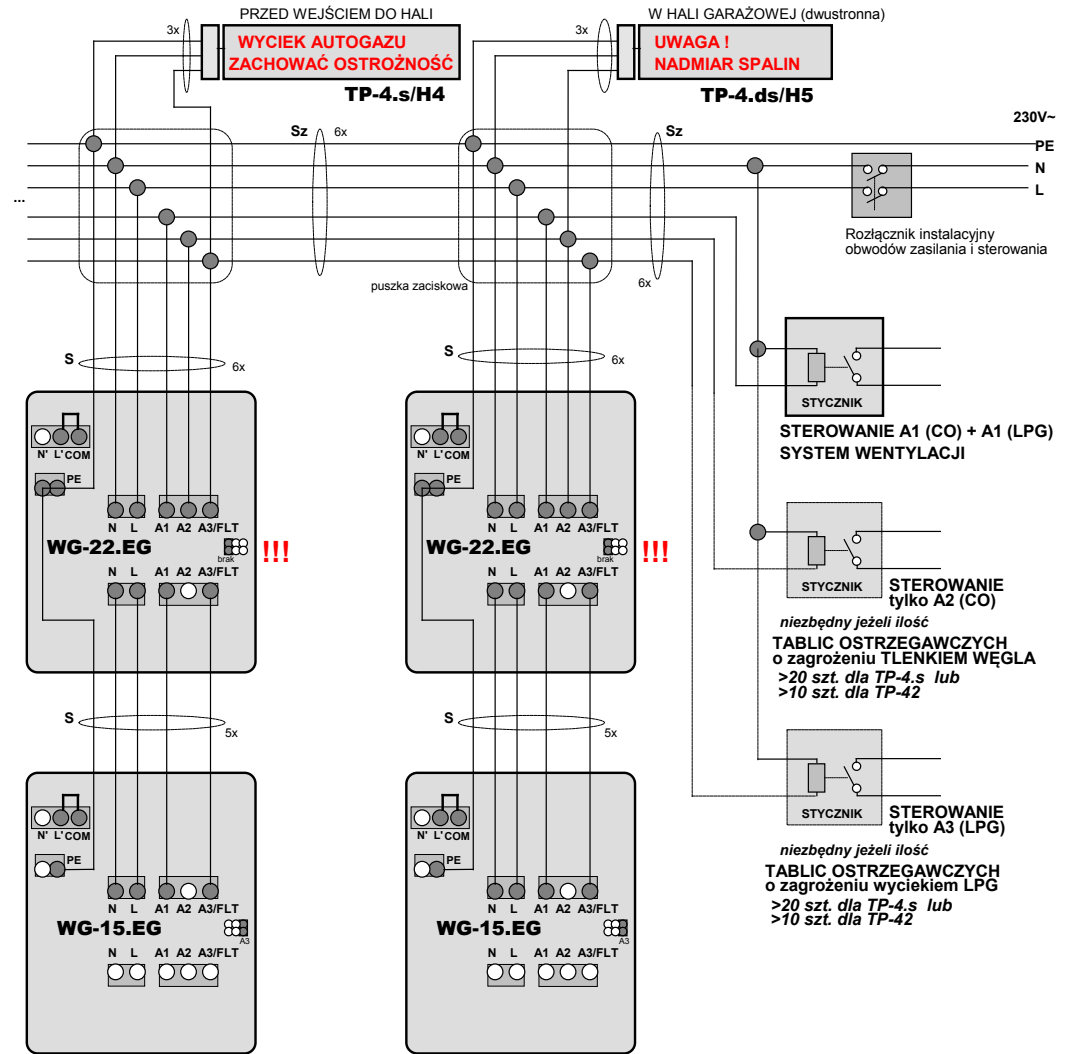 PRZED WEJŚCIEM DO HALI
3x
WYCIEK AUTOGAZU
ZACHOWAĆ OSTROŻNOŚĆ
TP-4.s/H4
W HALI GARAŻOWEJ (dwustronna)
3x
UWAGA !
NADMIAR SPALIN
TP-4.ds/H5
230V~
PE
N
L
Sz
6x
Sz
6x
...
puszka zaciskowa
Rozłącznik instalacyjny
obwodów zasilania i sterowania
S
6x
S
6x
N' L' COM
PE
N L A1 A2 A3/FLT
WG-22.EG
brak
!!!
N L A1 A2 A3/FLT
N' L' COM
PE
N L A1 A2 A3/FLT
WG-22.EG
brak
!!!
N L A1 A2 A3/FLT
STYCZNIK
STEROWANIE A1 (CO) + A1 (LPG)
SYSTEM WENTYLACJI
STYCZNIK
STEROWANIE
tylko A2 (CO)
niezbędny jeżeli ilość
TABLIC OSTRZEGAWCZYCH
o zagrożeniu TLENKIEM WĘGLA
>20 szt. dla TP-4.s lub
>10 szt. dla TP-42
S
5x
S
5x
N' L' COM
PE
N L A1 A2 A3/FLT
WG-15.EG
A3
N L A1 A2 A3/FLT
N' L' COM
PE
N L A1 A2 A3/FLT
WG-15.EG
A3
N L A1 A2 A3/FLT
STYCZNIK
STEROWANIE
tylko A3 (LPG)
niezbędny jeżeli ilość
TABLIC OSTRZEGAWCZYCH
o zagrożeniu wyciekiem LPG
>20 szt. dla TP-4.s lub
>10 szt. dla TP-42